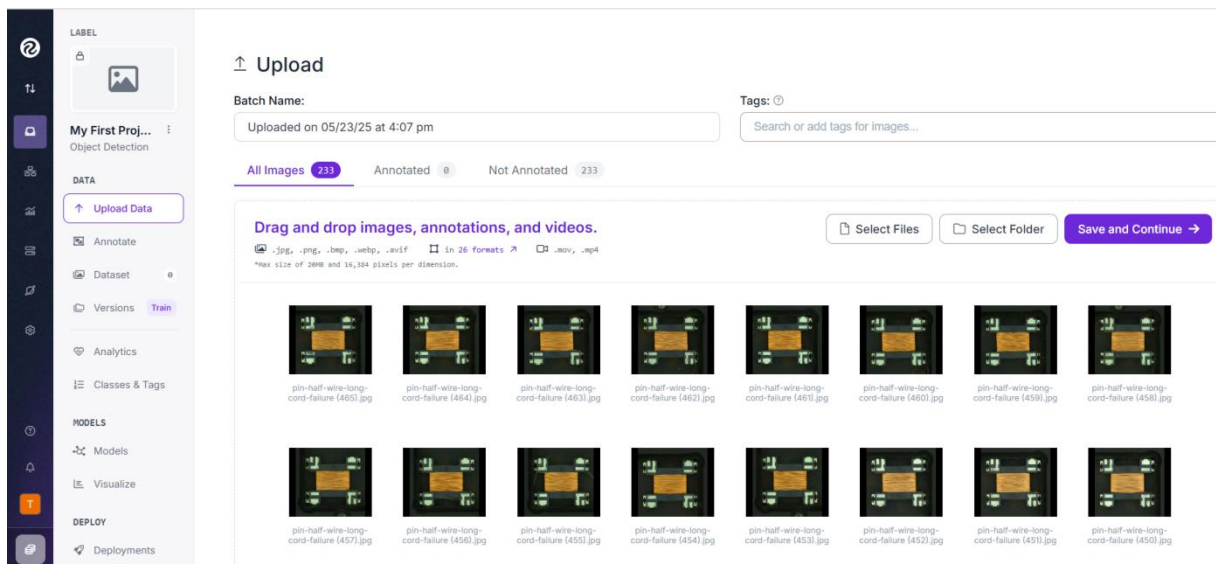 LABEL
My First Proj...
Object Detection
DATA
Upload Data
Annotate
Dataset 0
Versions Train
Analytics
Classes & Tags
MODELS
Models
Visualize
DEPLOY
Deployments
T
Upload
Batch Name:
Uploaded on 05/23/25 at 4:07 pm
Tags:
Search or add tags for images...
All Images 233 Annotated 0 Not Annotated 233
Drag and drop images, annotations, and videos.
.jpg, .png, .bmp, .webp, .avif in 26 formats .mov, .mp4
*Max size of 20MB and 16,384 pixels per dimension.
Select Files Select Folder Save and Continue
pin-half-wire-long-cord-failure (465).jpg
pin-half-wire-long-cord-failure (464).jpg
pin-half-wire-long-cord-failure (463).jpg
pin-half-wire-long-cord-failure (462).jpg
pin-half-wire-long-cord-failure (461).jpg
pin-half-wire-long-cord-failure (460).jpg
pin-half-wire-long-cord-failure (459).jpg
pin-half-wire-long-cord-failure (458).jpg
pin-half-wire-long-cord-failure (457).jpg
pin-half-wire-long-cord-failure (456).jpg
pin-half-wire-long-cord-failure (455).jpg
pin-half-wire-long-cord-failure (454).jpg
pin-half-wire-long-cord-failure (453).jpg
pin-half-wire-long-cord-failure (452).jpg
pin-half-wire-long-cord-failure (451).jpg
pin-half-wire-long-cord-failure (450).jpg